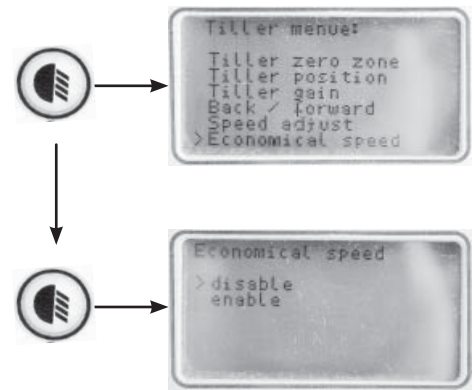 Tiller menue:
Tiller zero zone
Tiller position
Tiller gain
Back / forward
Speed adjust
>Economical speed
Economical speed
>disable
enable